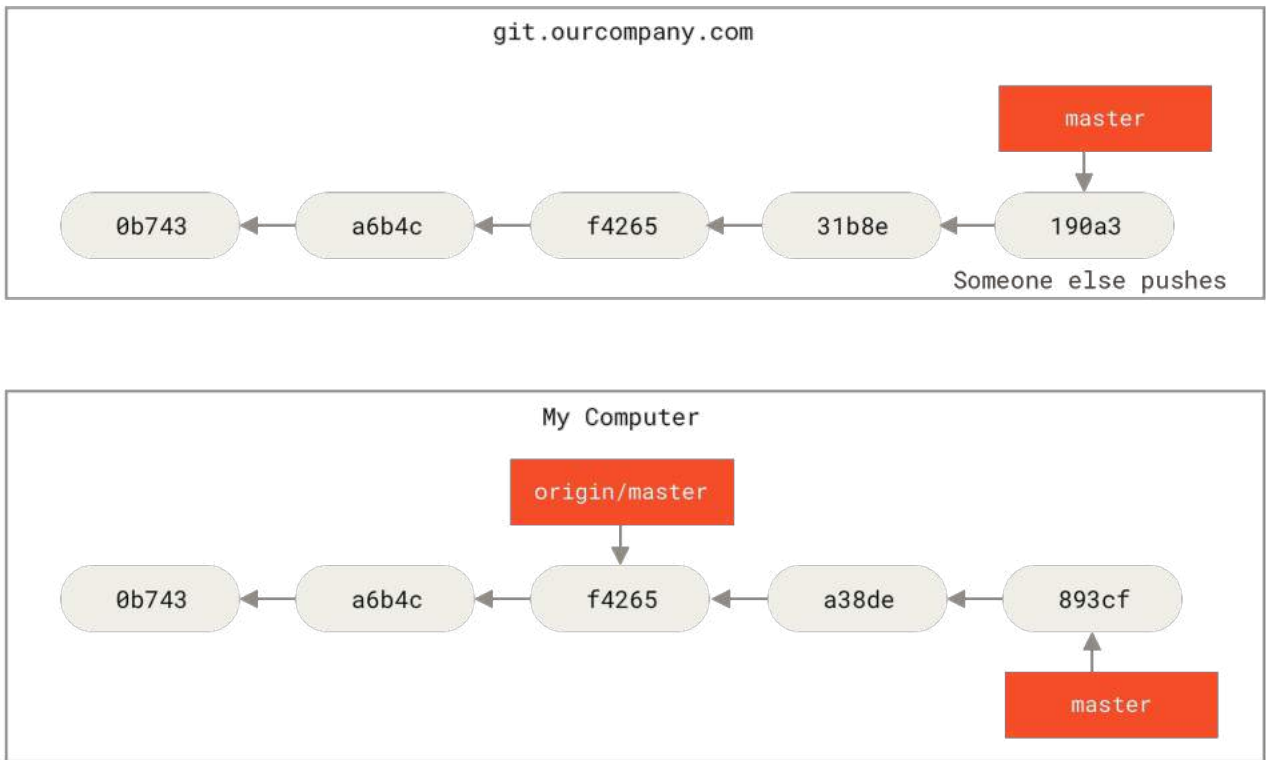 git.ourcompany.com
master
0b743 a6b4c f4265 31b8e 190a3
Someone else pushes
My Computer
origin/master
0b743 a6b4c f4265 a38de 893cf
master